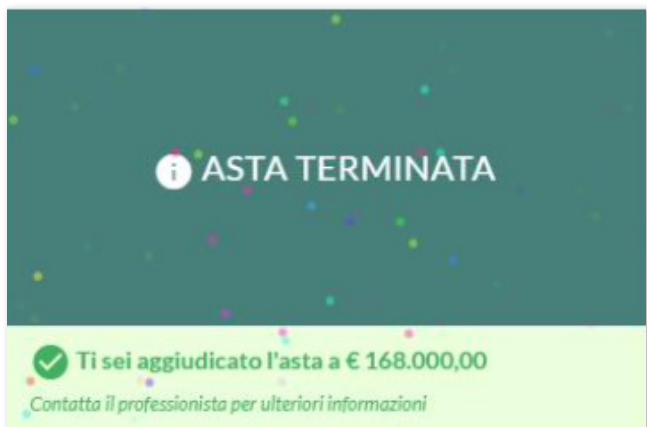 ASTA TERMINATA
Ti sei aggiudicato l'asta a € 168.000,00
Contatta il professionista per ulteriori informazioni